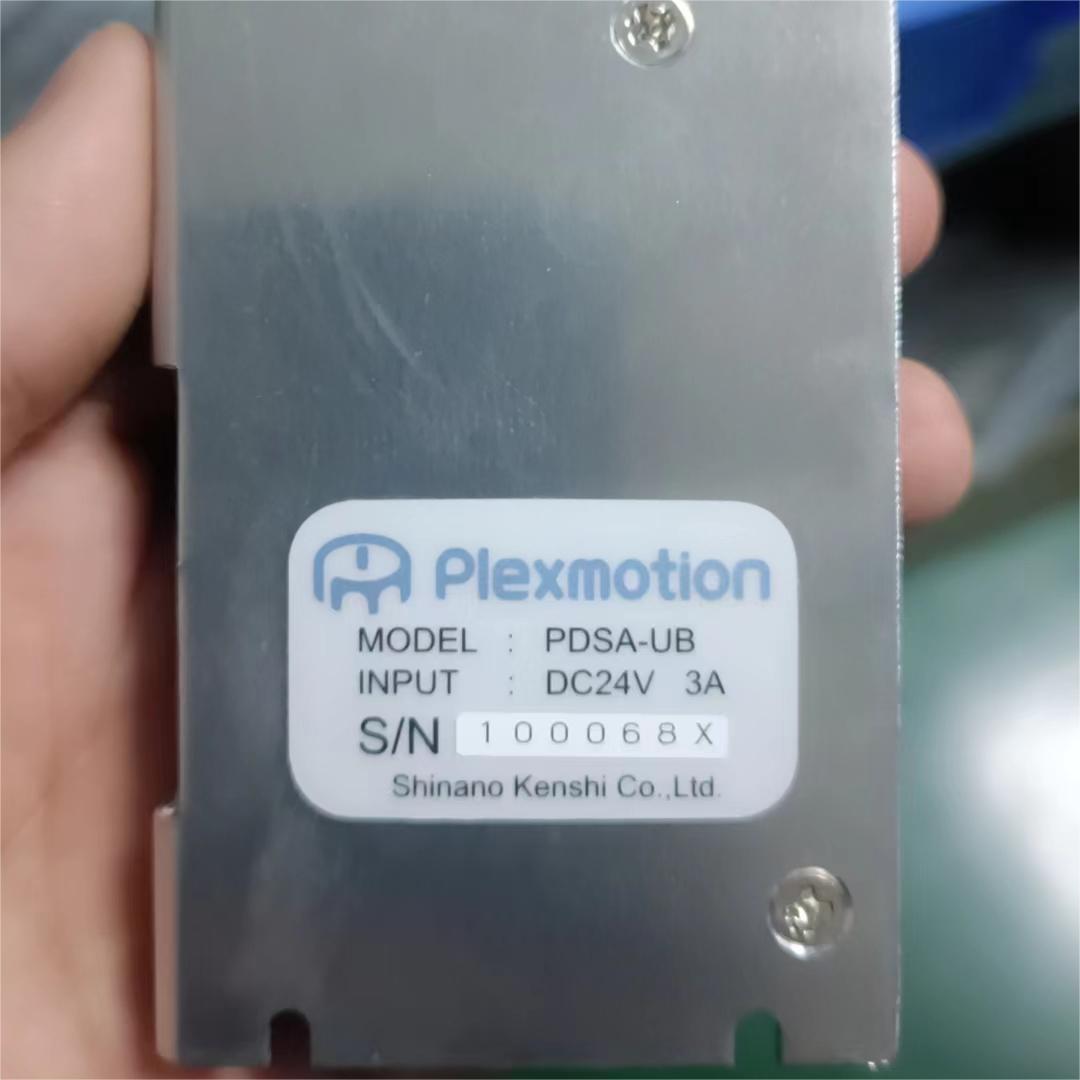 Plexmotion
MODEL : PDSA-UB
INPUT : DC24V 3A
S/N 100068X
Shinano Kenshi Co.,Ltd.